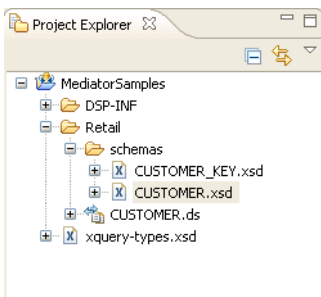 Project Explorer
MediatorSamples
DSP-INF
Retail
schemas
CUSTOMER_KEY.xsd
CUSTOMER.xsd
CUSTOMER.ds
xquery-types.xsd